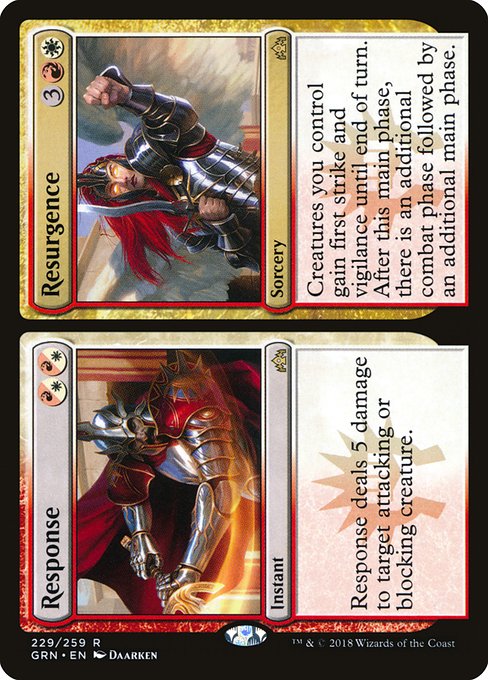 Response
Instant
Response deals 5 damage
to target attacking or
blocking creature.
229/259 R
GRN • EN DAARKEN
™ & © 2018 Wizards of the Coast
Resurgence
3
Sorcery
Creatures you control
gain first strike and
vigilance until end of turn.
After this main phase,
there is an additional
combat phase followed by
an additional main phase.